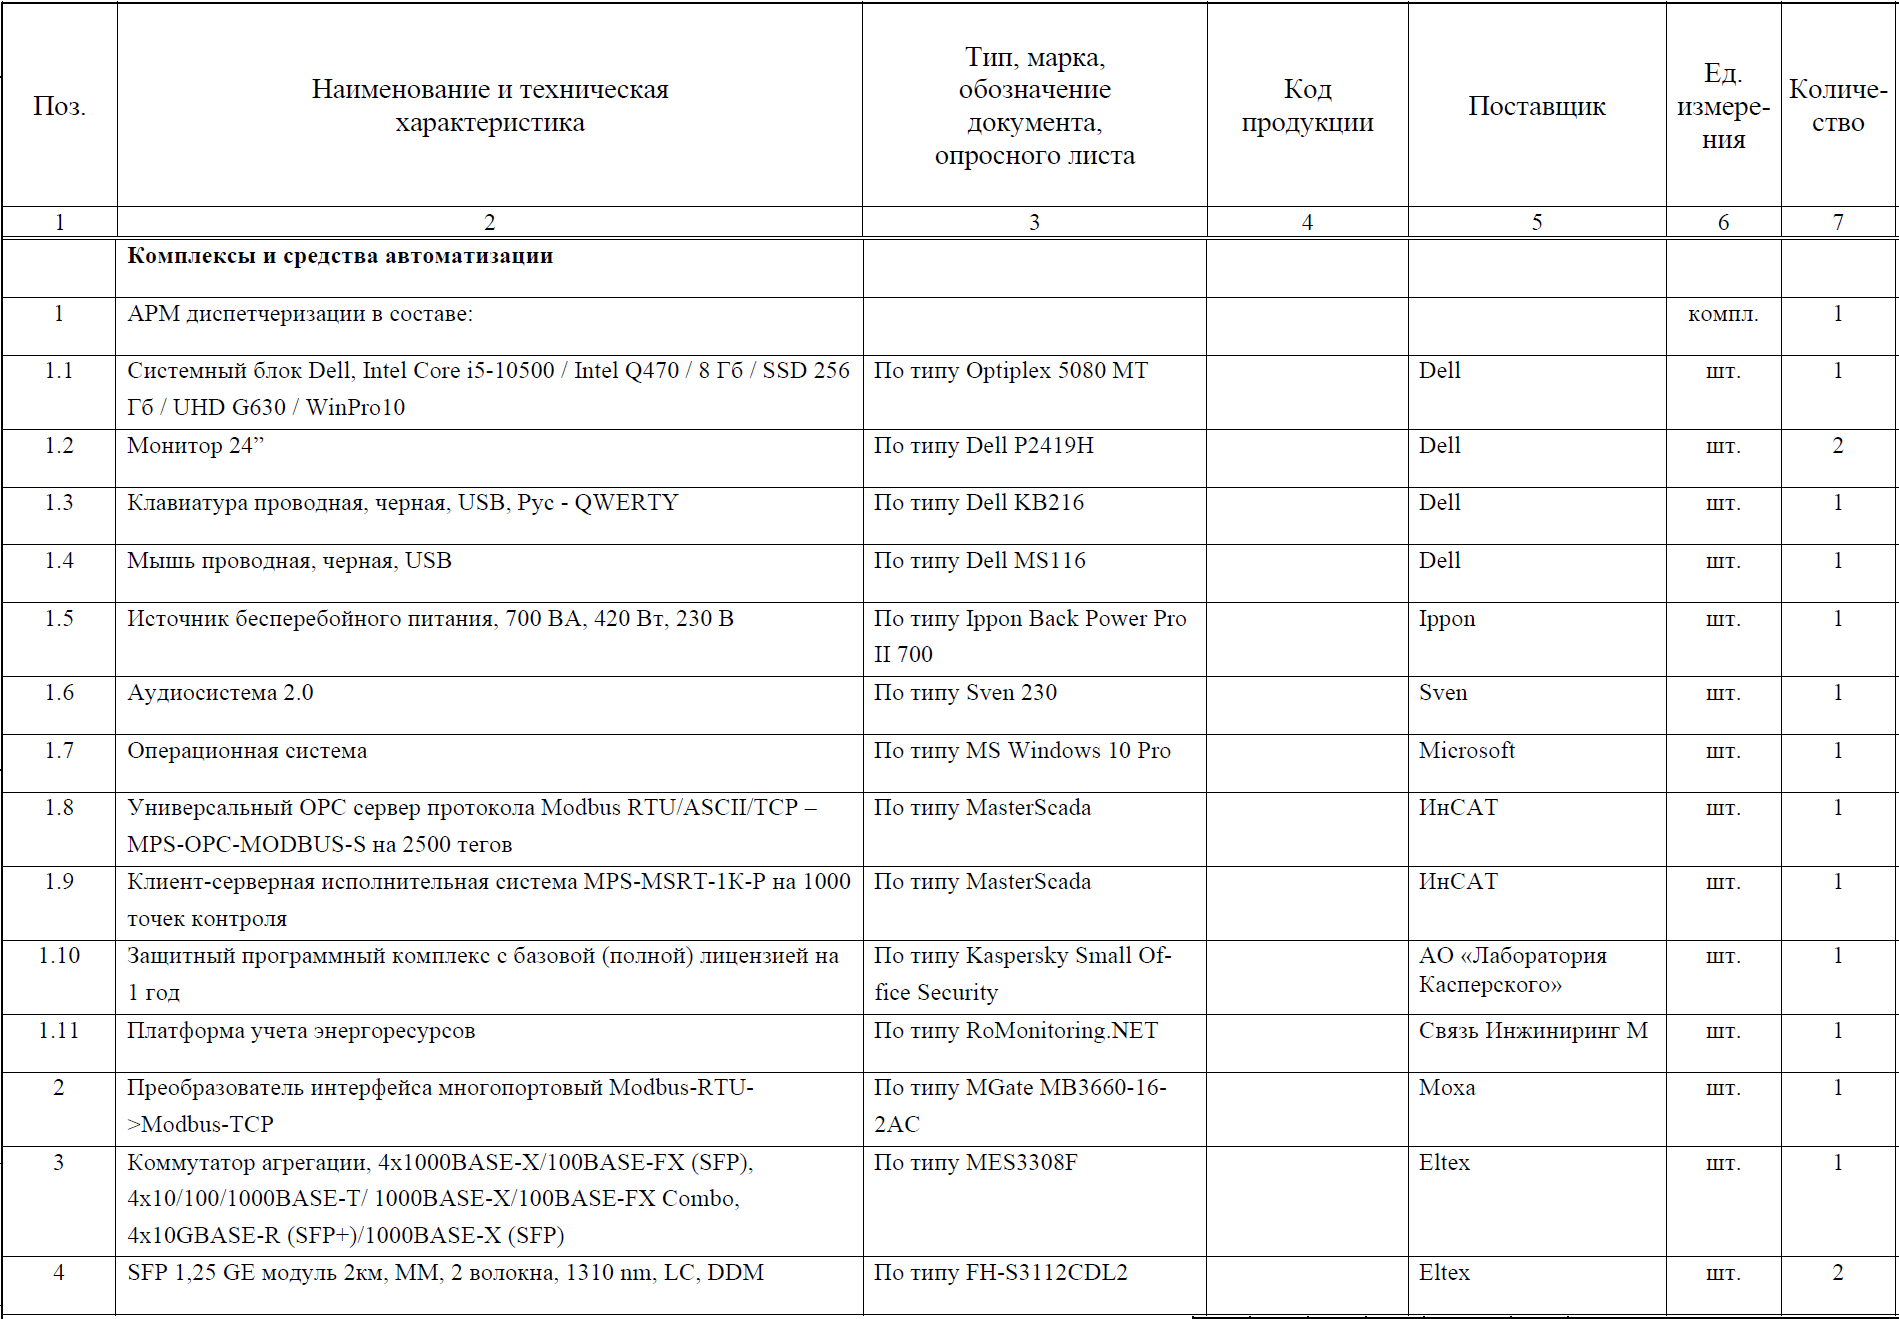 Поз.
Наименование и техническая
характеристика
Тип, марка,
обозначение
документа,
опросного листа
Код
продукции
Поставщик
Ед.
измере-
ния
Количе-
ство
1 2 3 4 5 6 7
Комплексы и средства автоматизации
1 АРМ диспетчеризации в составе: компл. 1
1.1 Системный блок Dell, Intel Core i5-10500 / Intel Q470 / 8 Гб / SSD 256 По типу Optiplex 5080 MT Dell шт. 1
Гб / UHD G630 / WinPro10
1.2 Монитор 24” По типу Dell P2419H Dell шт. 2
1.3 Клавиатура проводная, черная, USB, Рус - QWERTY По типу Dell KB216 Dell шт. 1
1.4 Мышь проводная, черная, USB По типу Dell MS116 Dell шт. 1
1.5 Источник бесперебойного питания, 700 ВА, 420 Вт, 230 В По типу Ippon Back Power Pro Ippon шт. 1
II 700
1.6 Аудиосистема 2.0 По типу Sven 230 Sven шт. 1
1.7 Операционная система По типу MS Windows 10 Pro Microsoft шт. 1
1.8 Универсальный OPC сервер протокола Modbus RTU/ASCII/TCP – По типу MasterScada ИнСАТ шт. 1
MPS-OPC-MODBUS-S на 2500 тегов
1.9 Клиент-серверная исполнительная система MPS-MSRT-1К-Р на 1000 По типу MasterScada ИнСАТ шт. 1
точек контроля
1.10 Защитный программный комплекс с базовой (полной) лицензией на По типу Kaspersky Small Of- АО «Лаборатория шт. 1
1 год fice Security Касперского»
1.11 Платформа учета энергоресурсов По типу RoMonitoring.NET Связь Инжиниринг М шт. 1
2 Преобразователь интерфейса многопортовый Modbus-RTU- По типу MGate MB3660-16- Moxa шт. 1
>Modbus-TCP 2AC
3 Коммутатор агрегации, 4x1000BASE-X/100BASE-FX (SFP), По типу MES3308F Eltex шт. 1
4x10/100/1000BASE-T/ 1000BASE-X/100BASE-FX Combo,
4x10GBASE-R (SFP+)/1000BASE-X (SFP)
4 SFP 1,25 GE модуль 2км, MM, 2 волокна, 1310 nm, LC, DDM По типу FH-S3112CDL2 Eltex шт. 2